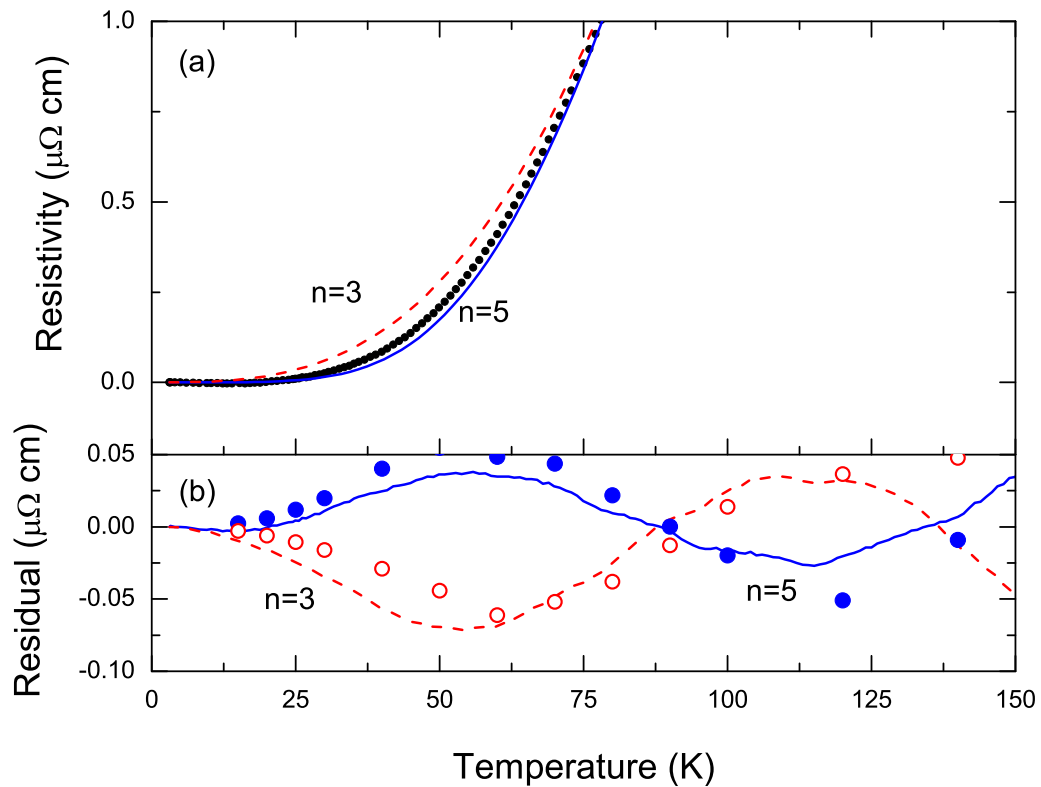 1.0
(a)
Resistivity (μΩ cm)
0.5
n=3
n=5
0.0
0.05
(b)
Residual (μΩ cm)
0.00
-0.05
n=3
n=5
-0.10
0 25 50 75 100 125 150
Temperature (K)